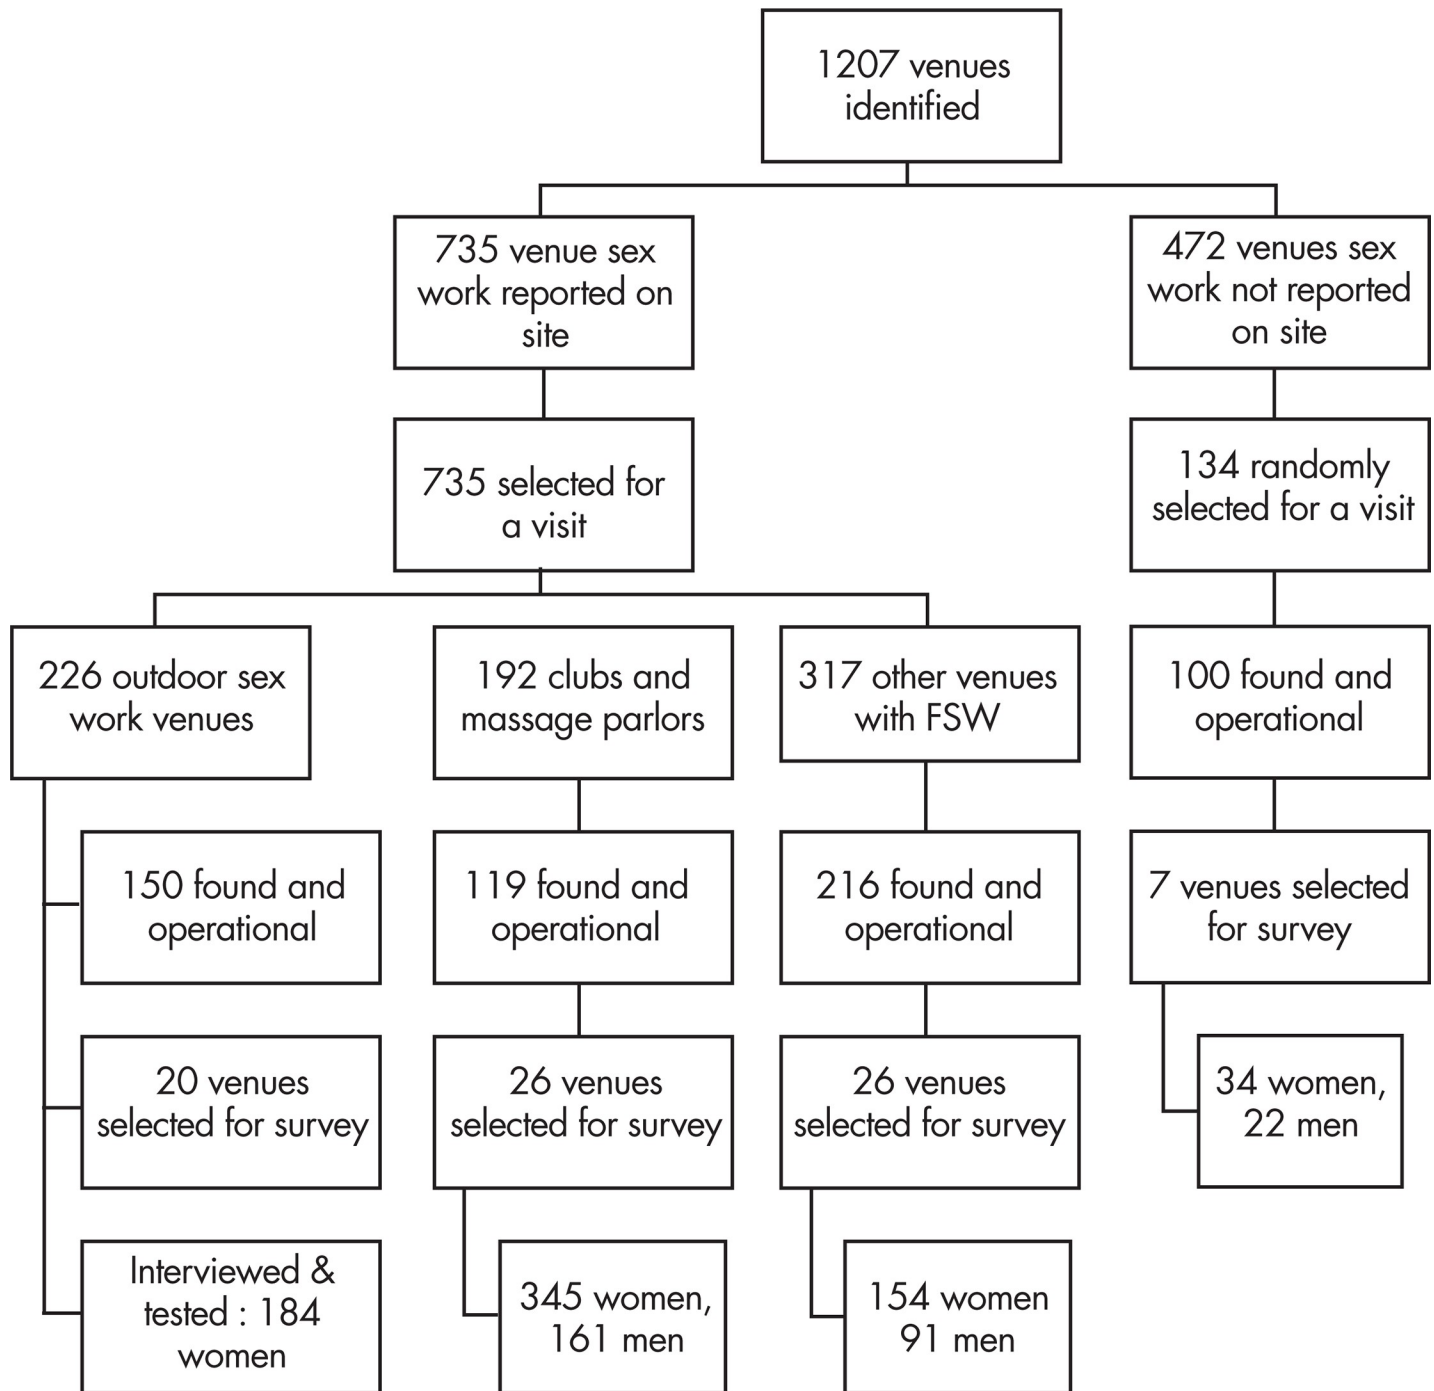 1207 venues
identified
735 venue sex
work reported on
site
472 venues sex
work not reported
on site
735 selected for
a visit
134 randomly
selected for a visit
226 outdoor sex
work venues
192 clubs and
massage parlors
317 other venues
with FSW
100 found and
operational
150 found and
operational
119 found and
operational
216 found and
operational
7 venues selected
for survey
20 venues
selected for survey
26 venues
selected for survey
26 venues
selected for survey
34 women,
22 men
Interviewed &
tested : 184
women
345 women,
161 men
154 women
91 men